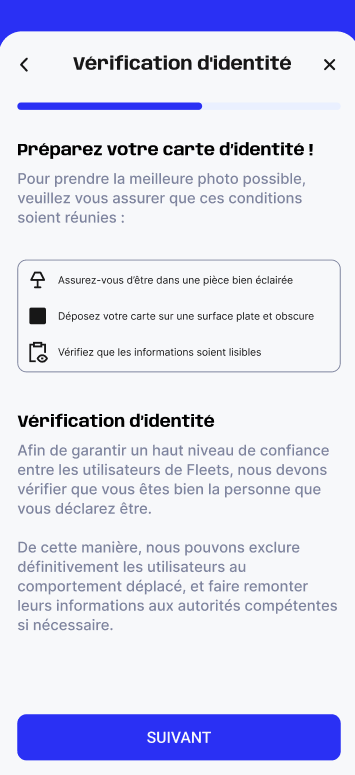 Vérification d'identité
Préparez votre carte d'identité !
Pour prendre la meilleure photo possible,
veuillez vous assurer que ces conditions
soient réunies :
Assurez-vous d'être dans une pièce bien éclairée
Déposez votre carte sur une surface plate et obscure
Vérifiez que les informations soient lisibles
Vérification d'identité
Afin de garantir un haut niveau de confiance
entre les utilisateurs de Fleets, nous devons
vérifier que vous êtes bien la personne que
vous déclarez être.
De cette manière, nous pouvons exclure
définitivement les utilisateurs au
comportement déplacé, et faire remonter
leurs informations aux autorités compétentes
si nécessaire.
SUIVANT